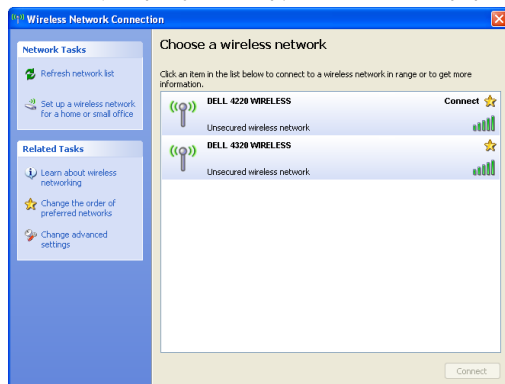 Wireless Network Connection
Network Tasks
Refresh network list
Set up a wireless network
for a home or small office
Related Tasks
Learn about wireless
networking
Change the order of
preferred networks
Change advanced
settings
Choose a wireless network
Click an item in the list below to connect to a wireless network in range or to get more
information.
DELL 4220 WIRELESS Connect
Unsecured wireless network
DELL 4320 WIRELESS
Unsecured wireless network
Connect